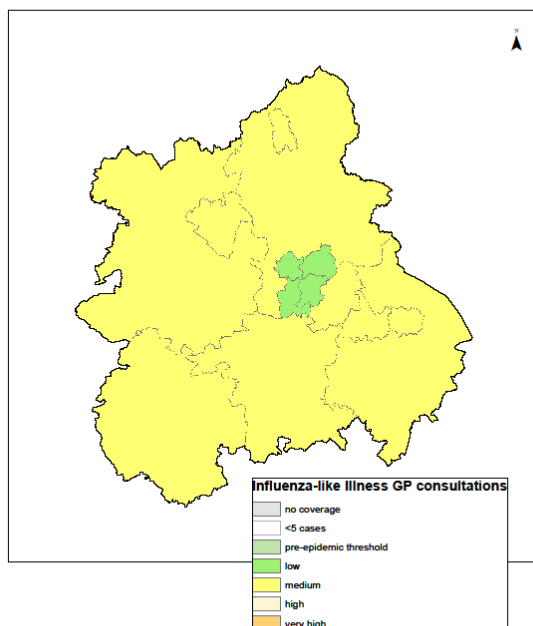 N
Influenza-like Illness GP consultations
no coverage
<5 cases
pre-epidemic threshold
low
medium
high
very high